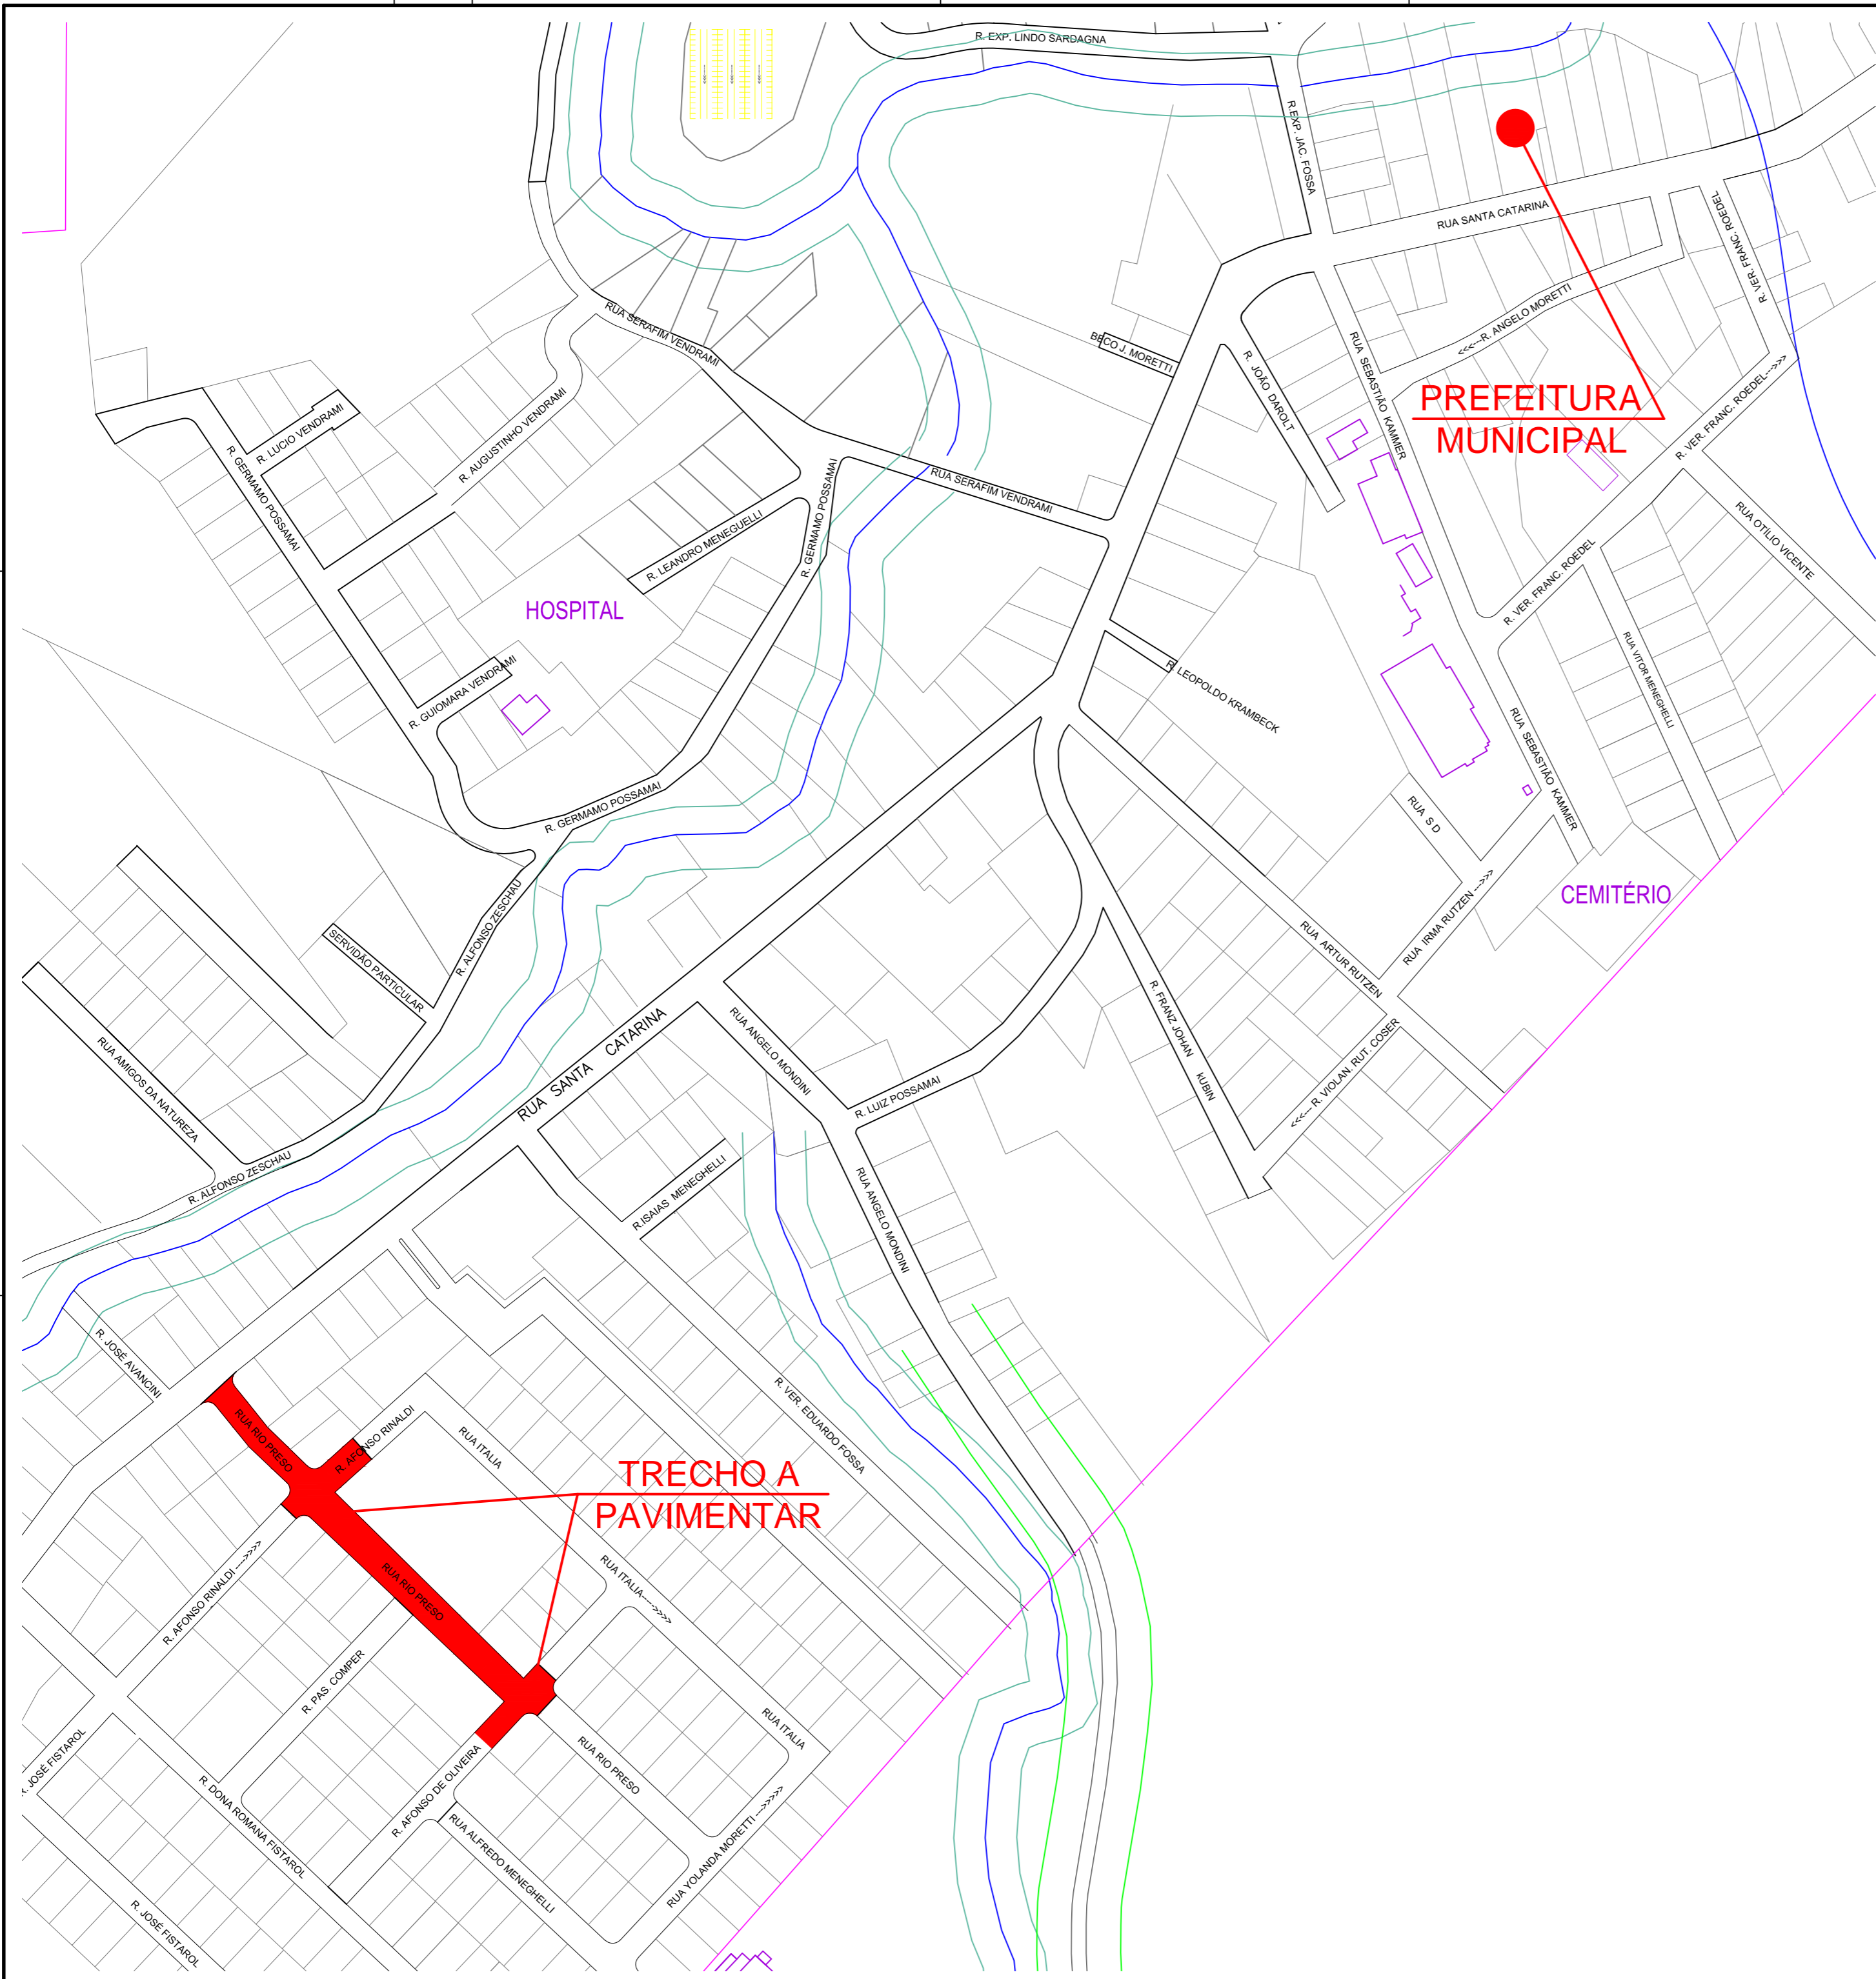 R. EXP. LINDO SARDAGNA
R.EXP. JAC. FOSSA
RUA SANTA CATARINA
R. VER. FRANC. ROEDEL
RUA SERAFIM VENDRAMI
<<<---R. ANGELO MORETTI
BECO J. MORETTI
R. JOÃO DAROLT
RUA SEBASTIÃO KAMMER
PREFEITURA
MUNICIPAL
R. VER. FRANC. ROEDEL--->>>
R. LUCIO VENDRAMI
R. AUGUSTINHO VENDRAMI
R. GERMAMO POSSAMAI
R. GERMAMO POSSAMAI
RUA SERAFIM VENDRAMI
R. LEANDRO MENEGUELLI
RUA OTÍLIO VICENTE
R. VER. FRANC. ROEDEL
HOSPITAL
RUA VITOR MENEGHELLI
R. GUIOMARA VENDRAMI
R. LEOPOLDO KRAMBECK
RUA SEBASTIÃO KAMMER
R. GERMAMO POSSAMAI
RUA S D
CEMITÉRIO
R. ALFONSO ZESCHAU
SERVIDÃO PARTICULAR
RUA IRMA RUTZEN --->>>
RUA ARTUR RUTZEN
R. FRANZ JOHAN KUBIN
RUA SANTA CATARINA
RUA ANGELO MONDINI
RUA AMIGOS DA NATUREZA
R. LUIZ POSSAMAI
<<<--- R. VIOLAN. RUT. COSER
R. ALFONSO ZESCHAU
R.ISAIAS MENEGHELLI
RUA ANGELO MONDINI
R. JOSÉ AVANCINI
R. VER. EDUARDO FOSSA
RUA RIO PRESO
R. AFONSO RINALDI
RUA ITALIA
TRECHO A
PAVIMENTAR
R. AFONSO RINALDI --->>>>
RUA RIO PRESO
RUA ITALIA---->>>>
R. PAS. COMPER
RUA ITALIA
R. JOSÉ FISTAROL
RUA RIO PRESO
R. AFONSO DE OLIVEIRA
R. DONA ROMANA FISTAROL
RUA ALFREDO MENEGHELLI
RUA YOLANDA MORETTI --->>>>>
R. JOSÉ FISTAROL